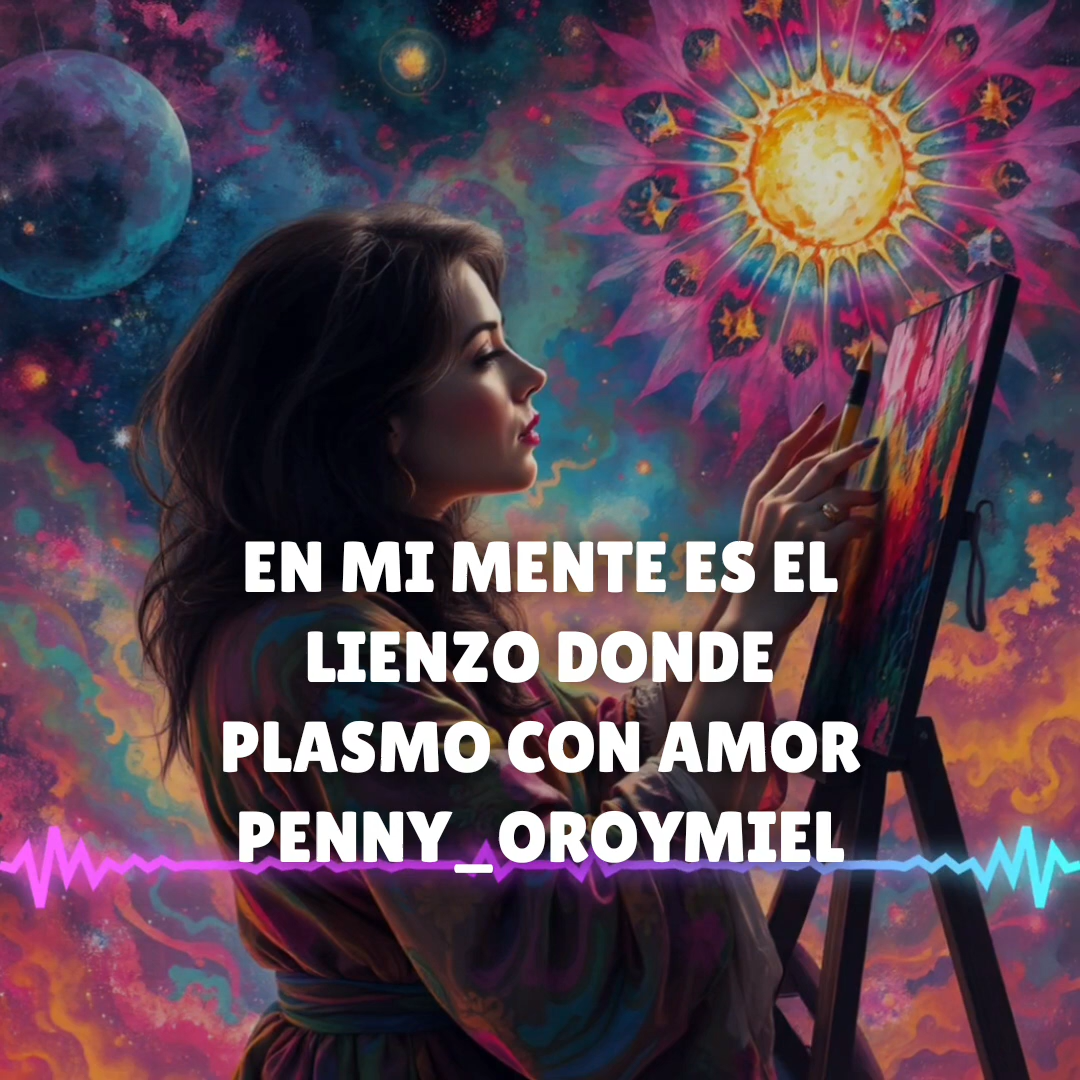 EN MI MENTE ES EL
LIENZO DONDE
PLASMO CON AMOR
PENNY_OROYMIEL